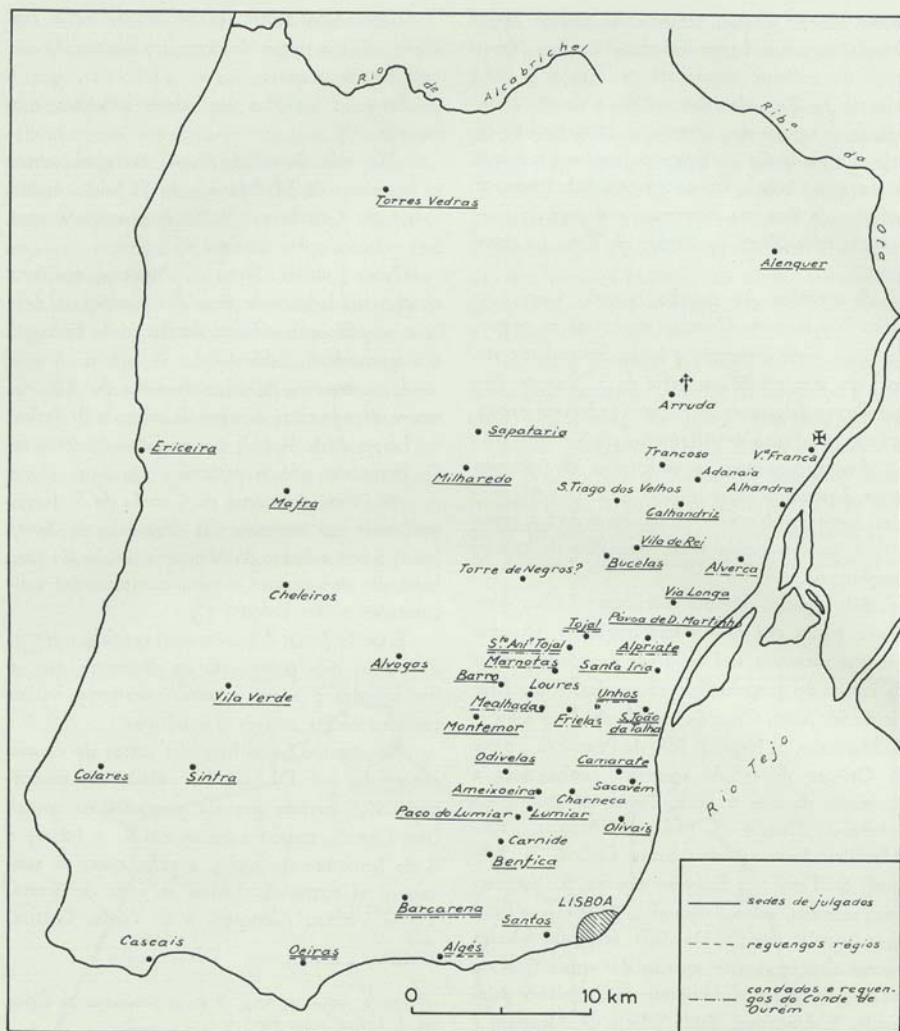 Rio de Alcabrichel
Ribª da Ota
Torres Vedras
Alenquer
Arruda
Sapataria
Ericeira
Trancoso
V.ª Franca
Milharedo
Adanaia
Mafra
S.Tiago dos Velhos
Alhandra
Calhandriz
Vila de Rei
Bucelas
Alverca
Torre de Negros?
Cheleiros
Via Longa
Póvoa de D. Martinho
Tojal
Alpriate
S.to Ant.º Tojal
Alvogas
Marnotas
Santa Iria
Barro
Vila Verde
Loures
Unhos
Mealhada
Frielas
S. João
da Talha
Montemor
Odivelas
Camarate
Colares
Sintra
Ameixoeira
Sacavém
Charneca
Rio Tejo
Paço do Lumiar
Lumiar
Olivais
Carnide
Benfica
Barcarena
LISBOA
Santos
Cascais
Oeiras
Algés
0 10 km
sedes de julgados
reguengos régios
condados e requen-
gos do Conde de
Ourém